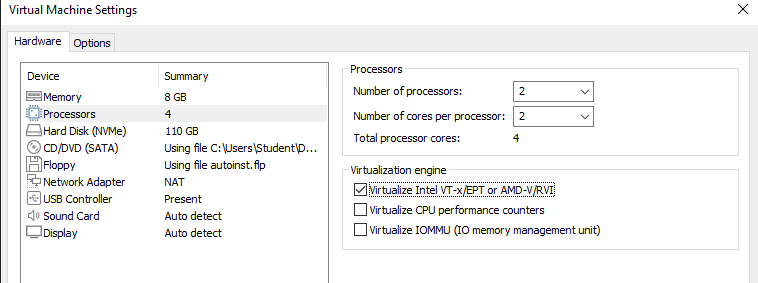 Virtual Machine Settings
Hardware
Options
Device Summary
Memory 8 GB
Processors 4
Hard Disk (NVMe) 110 GB
CD/DVD (SATA) Using file C:\Users\Student\D...
Floppy Using file autoinst.flp
Network Adapter NAT
USB Controller Present
Sound Card Auto detect
Display Auto detect
Processors
Number of processors: 2
Number of cores per processor: 2
Total processor cores: 4
Virtualization engine
Virtualize Intel VT-x/EPT or AMD-V/RVI
Virtualize CPU performance counters
Virtualize IOMMU (IO memory management unit)